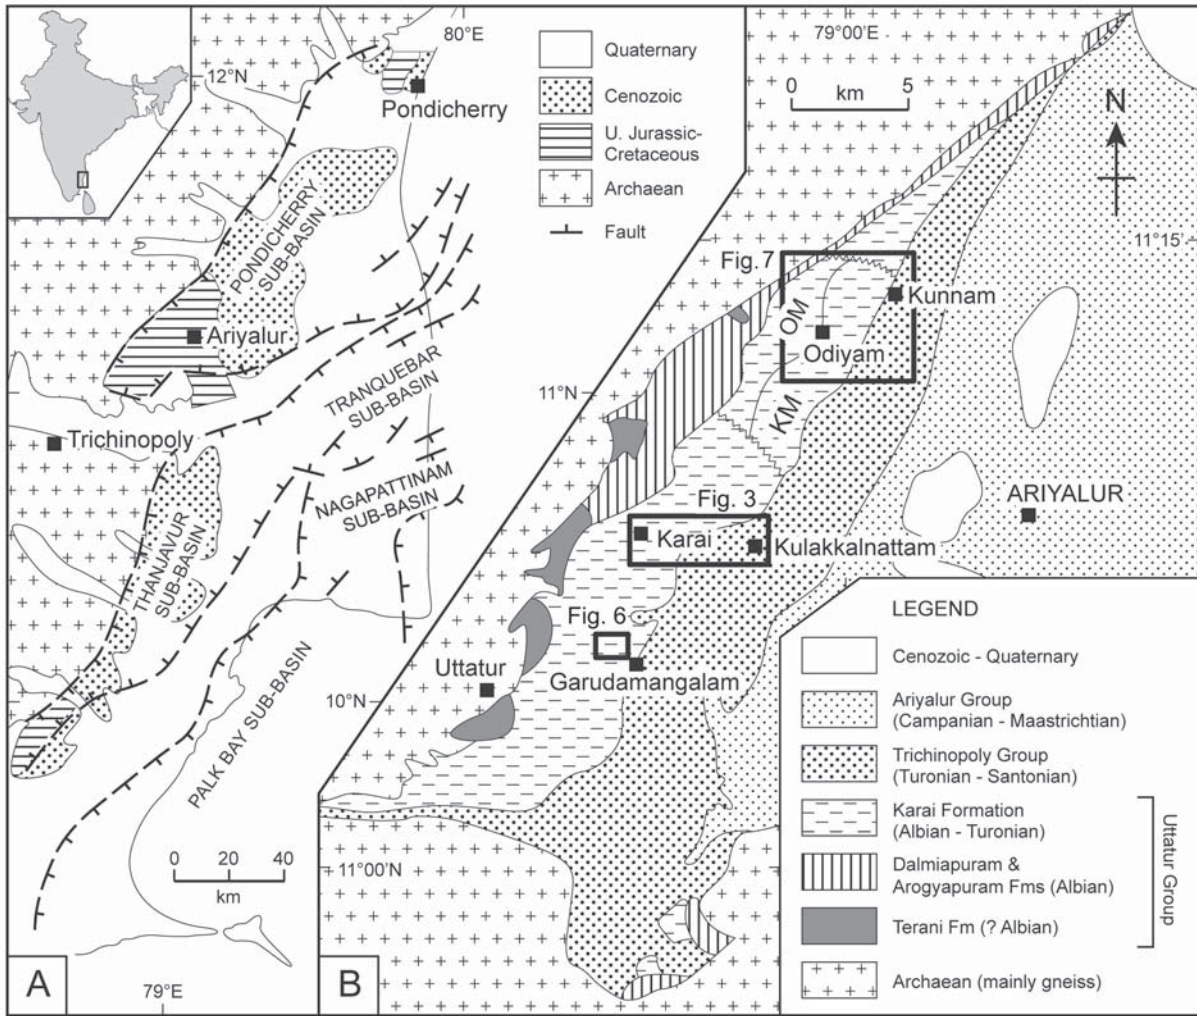 80°E
12°N
Pondicherry
PONDICHERRY
SUB-BASIN
Ariyalur
TRANQUEBAR
SUB-BASIN
11°N
Trichinopoly
NAGAPATTINAM
SUB-BASIN
THANJAVUR
SUB-BASIN
10°N
PALK BAY SUB-BASIN
0 20 40
km
79°E
A
Quaternary
Cenozoic
U. Jurassic-
Cretaceous
Archaean
Fault
79°00'E
0 5
km
N
11°15'
Fig.7
Kunnam
OM
Odiyam
KM
Fig. 3
Karai
Kulakkalnattam
ARIYALUR
Fig. 6
Uttatur
Garudamangalam
11°00'N
B
LEGEND
Cenozoic - Quaternary
Ariyalur Group
(Campanian - Maastrichtian)
Trichinopoly Group
(Turonian - Santonian)
Karai Formation
(Albian - Turonian)
Dalmiapuram &
Arogyapuram Fms (Albian)
Terani Fm (? Albian)
Uttatur Group
Archaean (mainly gneiss)